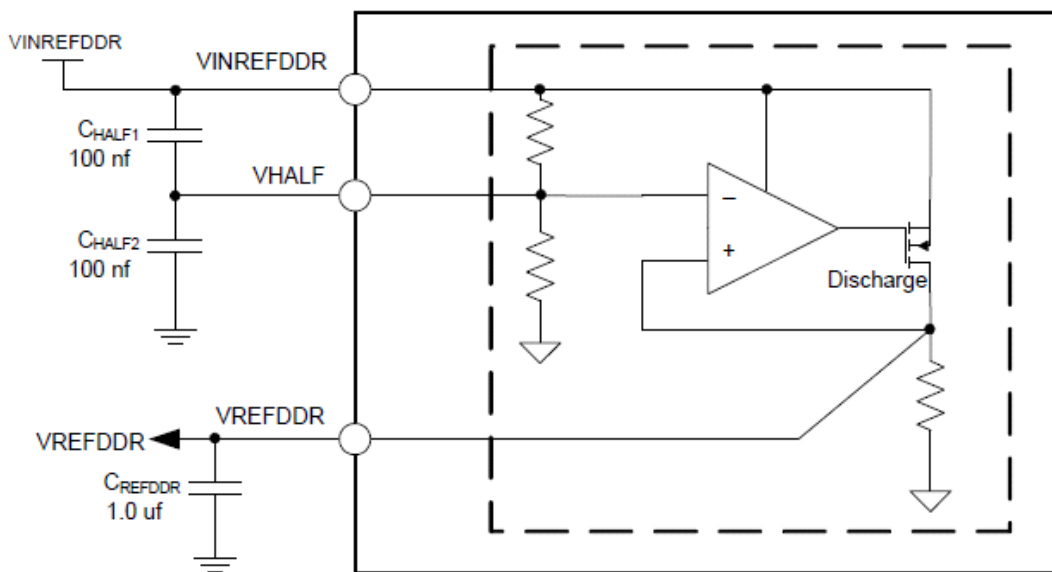 VINREFDDR
VINREFDDR
CHALF1
100 nf
VHALF
CHALF2
100 nf
−
+
Discharge
VREFDDR
VREFDDR
CREFDDR
1.0 uf